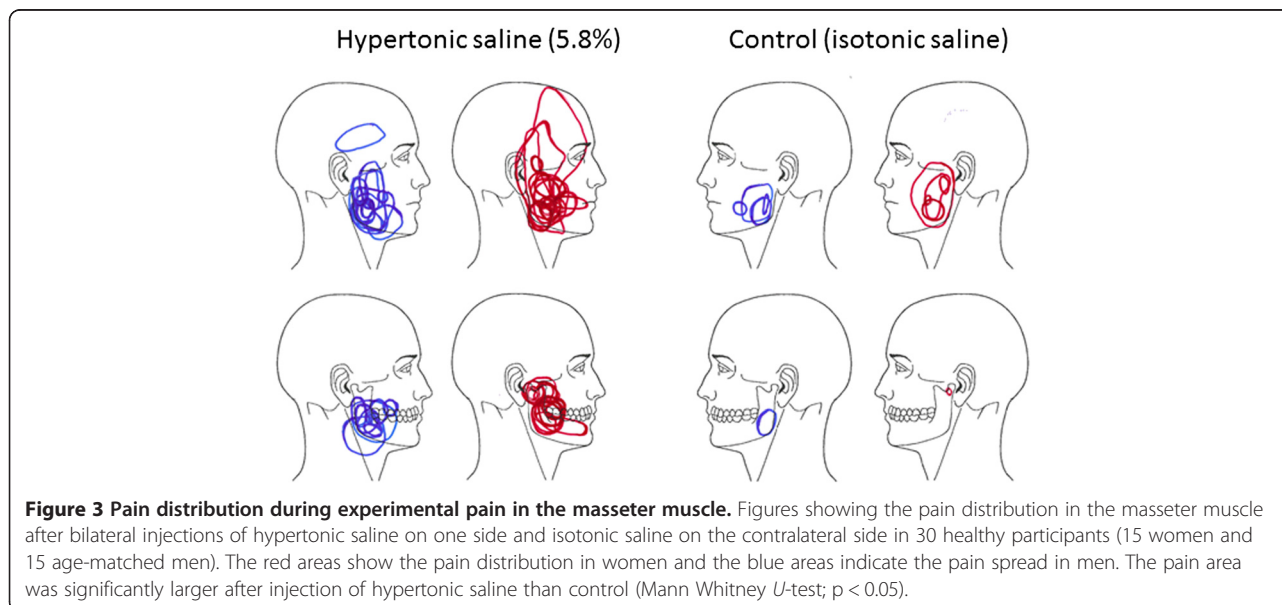 Hypertonic saline (5.8%) Control (isotonic saline)
Figure 3 Pain distribution during experimental pain in the masseter muscle. Figures showing the pain distribution in the masseter muscle
after bilateral injections of hypertonic saline on one side and isotonic saline on the contralateral side in 30 healthy participants (15 women and
15 age-matched men). The red areas show the pain distribution in women and the blue areas indicate the pain spread in men. The pain area
was significantly larger after injection of hypertonic saline than control (Mann Whitney U-test; p < 0.05).